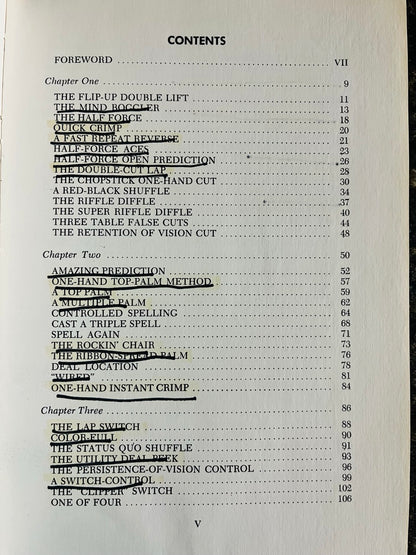 CONTENTS
FOREWORD VII
Chapter One 9
THE FLIP-UP DOUBLE LIFT 11
THE MIND BOGGLER 13
THE HALF FORCE 18
QUICK CRIMP 20
A FAST REPEAT REVERSE 21
HALF-FORCE ACES 23
HALF-FORCE OPEN PREDICTION 26
THE DOUBLE-CUT LAP 28
THE CHOPSTICK ONE-HAND CUT 30
A RED-BLACK SHUFFLE 34
THE RIFFLE DIFFLE 37
THE SUPER RIFFLE DIFFLE 40
THREE TABLE FALSE CUTS 44
THE RETENTION OF VISION CUT 48
Chapter Two 50
AMAZING PREDICTION 52
ONE-HAND TOP-PALM METHOD 57
A TOP PALM 59
A MULTIPLE PALM 62
CONTROLLED SPELLING 64
CAST A TRIPLE SPELL 68
SPELL AGAIN 71
THE ROCKIN' CHAIR 73
THE RIBBON-SPREAD PALM 76
DEAL LOCATION 78
"WIRED" 81
ONE-HAND INSTANT CRIMP 84
Chapter Three 86
THE LAP SWITCH 88
COLOR-FULL 90
THE STATUS QUO SHUFFLE 91
THE UTILITY DEAL PEEK 93
THE PERSISTENCE-OF-VISION CONTROL 96
A SWITCH-CONTROL 99
THE "CLIPPER" SWITCH 102
ONE OF FOUR 106
V